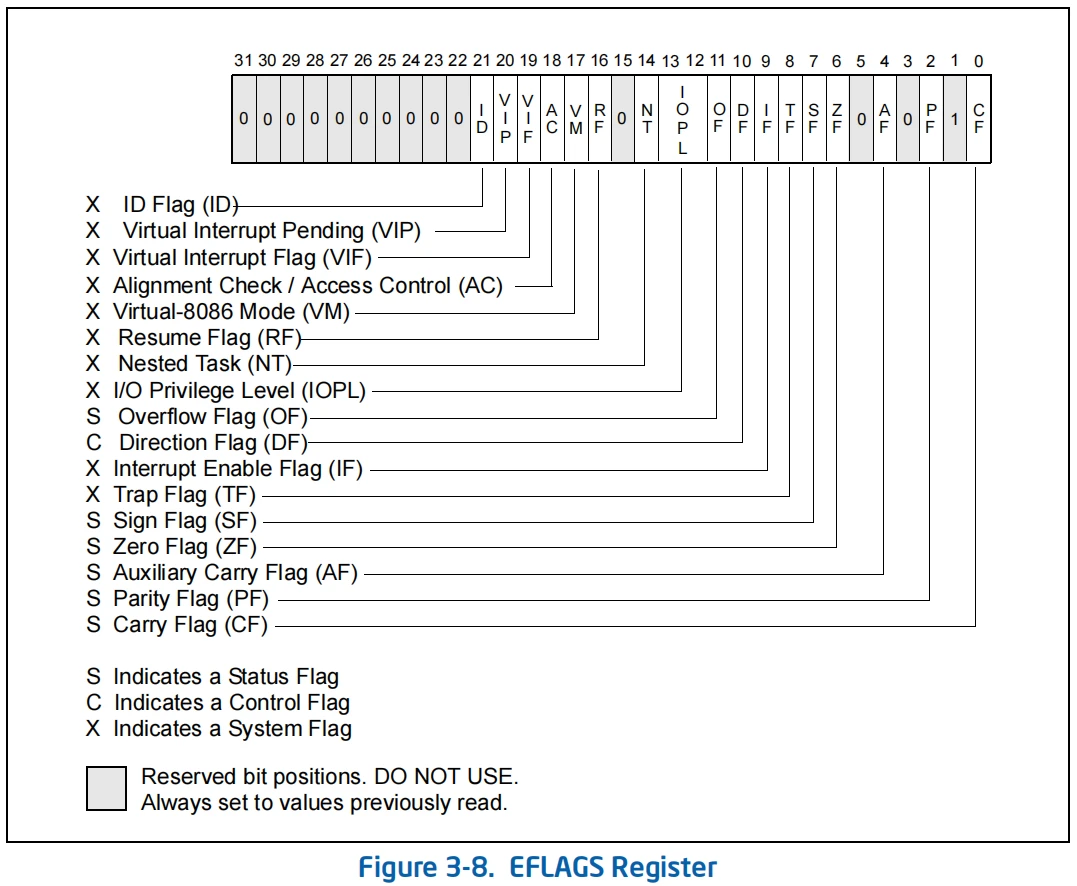 31 30 29 28 27 26 25 24 23 22 21 20 19 18 17 16 15 14 13 12 11 10 9 8 7 6 5 4 3 2 1 0
0 0 0 0 0 0 0 0 0 0 ID VIP VIF AC VM RF 0 NT IOPL OF DF IF TF SF ZF 0 AF 0 PF 1 CF
X ID Flag (ID)
X Virtual Interrupt Pending (VIP)
X Virtual Interrupt Flag (VIF)
X Alignment Check / Access Control (AC)
X Virtual-8086 Mode (VM)
X Resume Flag (RF)
X Nested Task (NT)
X I/O Privilege Level (IOPL)
S Overflow Flag (OF)
C Direction Flag (DF)
X Interrupt Enable Flag (IF)
X Trap Flag (TF)
S Sign Flag (SF)
S Zero Flag (ZF)
S Auxiliary Carry Flag (AF)
S Parity Flag (PF)
S Carry Flag (CF)
S Indicates a Status Flag
C Indicates a Control Flag
X Indicates a System Flag
Reserved bit positions. DO NOT USE.
Always set to values previously read.
Figure 3-8. EFLAGS Register